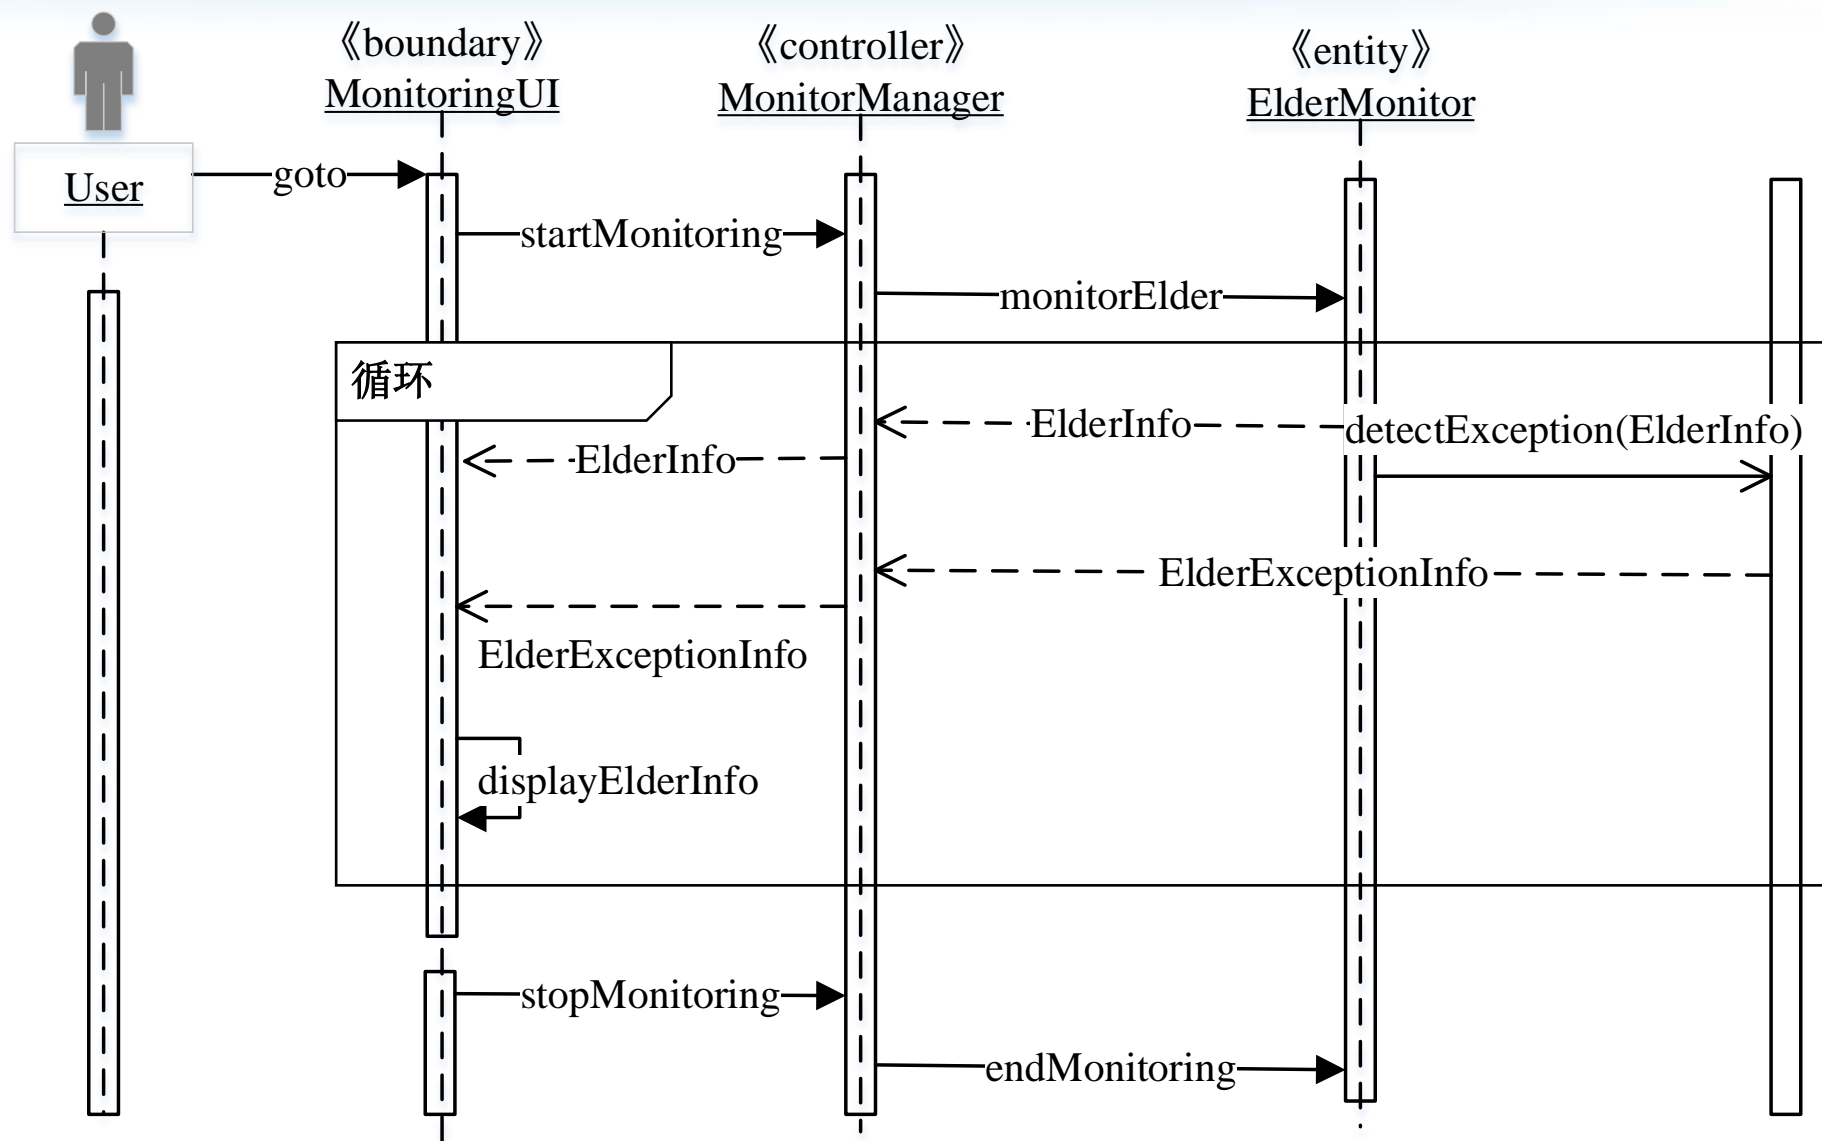 《boundary》
MonitoringUI
《controller》
MonitorManager
《entity》
ElderMonitor
User
goto
startMonitoring
monitorElder
循环
ElderInfo
detectException(ElderInfo)
ElderInfo
ElderExceptionInfo
ElderExceptionInfo
displayElderInfo
stopMonitoring
endMonitoring